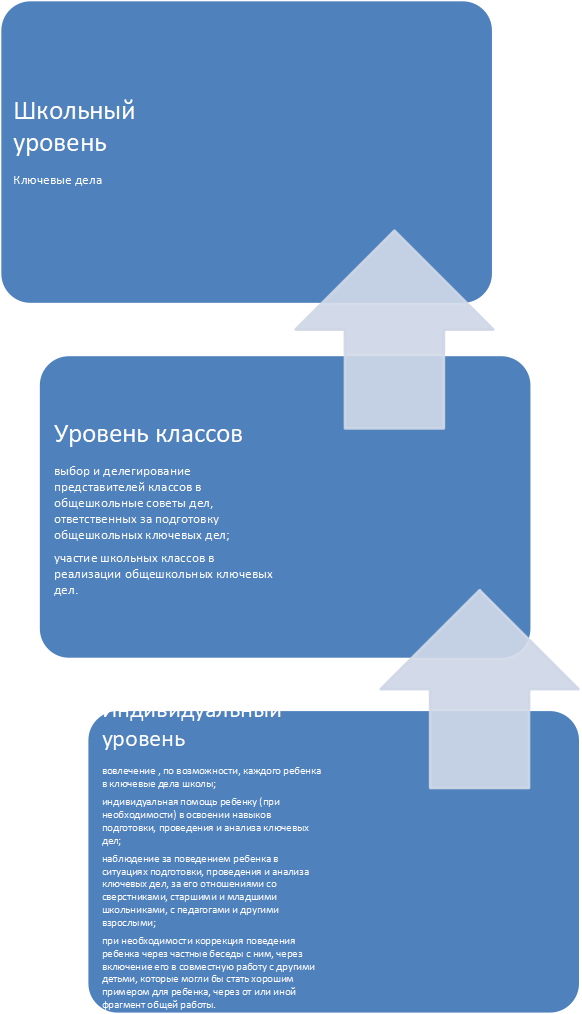 Школьный
уровень
Ключевые дела
Уровень классов
выбор и делегирование
представителей классов в
общешкольные советы дел,
ответственных за подготовку
общешкольных ключевых дел;
участие школьных классов в
реализации общешкольных ключевых
дел.
Индивидуальный
уровень
вовлечение , по возможности, каждого ребенка
в ключевые дела школы;
индивидуальная помощь ребенку (при
необходимости) в освоении навыков
подготовки, проведения и анализа ключевых
дел;
наблюдение за поведением ребенка в
ситуациях подготовки, проведения и анализа
ключевых дел, за его отношениями со
сверстниками, старшими и младшими
школьниками, с педагогами и другими
взрослыми;
при необходимости коррекция поведения
ребенка через частные беседы с ним, через
включение его в совместную работу с другими
детьми, которые могли бы стать хорошим
примером для ребенка, через от или иной
фрагмент общей работы.